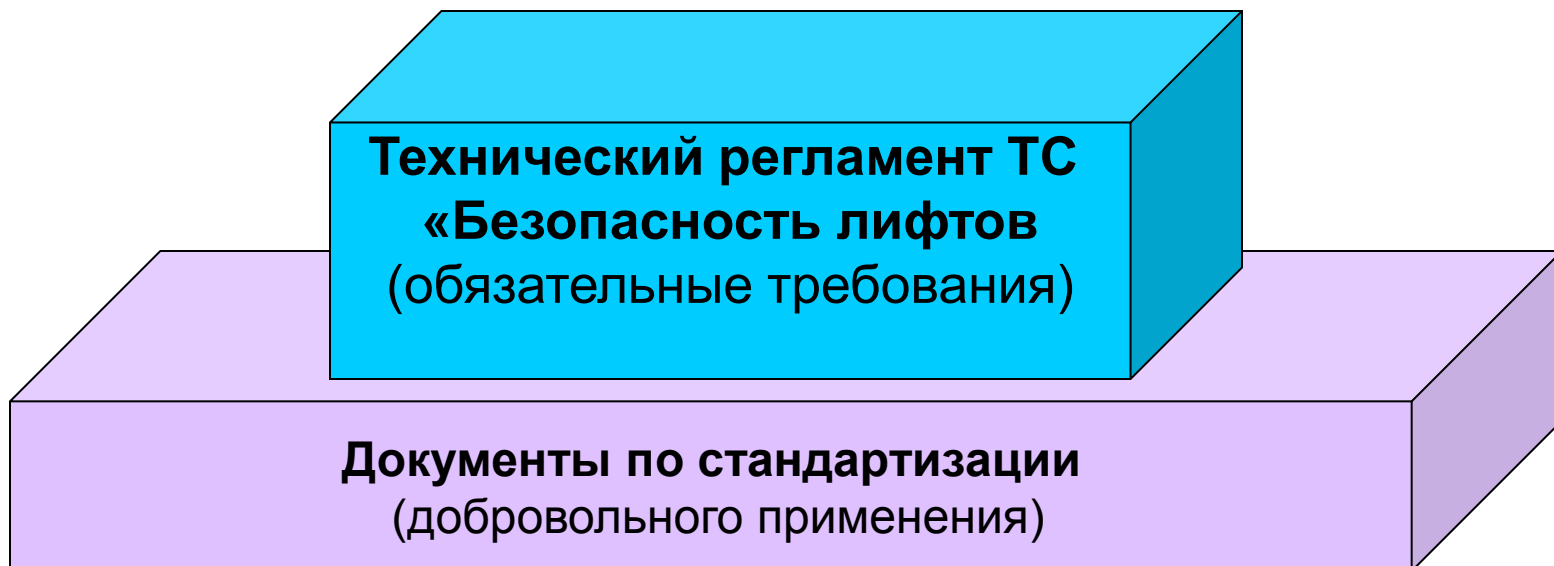 Технический регламент ТС
«Безопасность лифтов
(обязательные требования)
Документы по стандартизации
(добровольного применения)